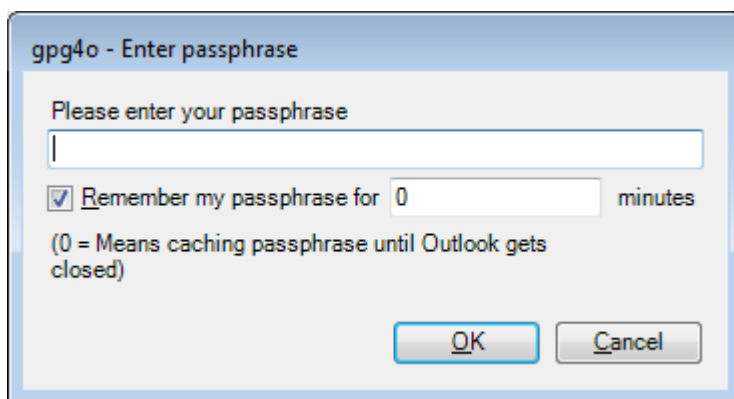 gpg4o - Enter passphrase
Please enter your passphrase
Remember my passphrase for 0 minutes
(0 = Means caching passphrase until Outlook gets
closed)
OK Cancel